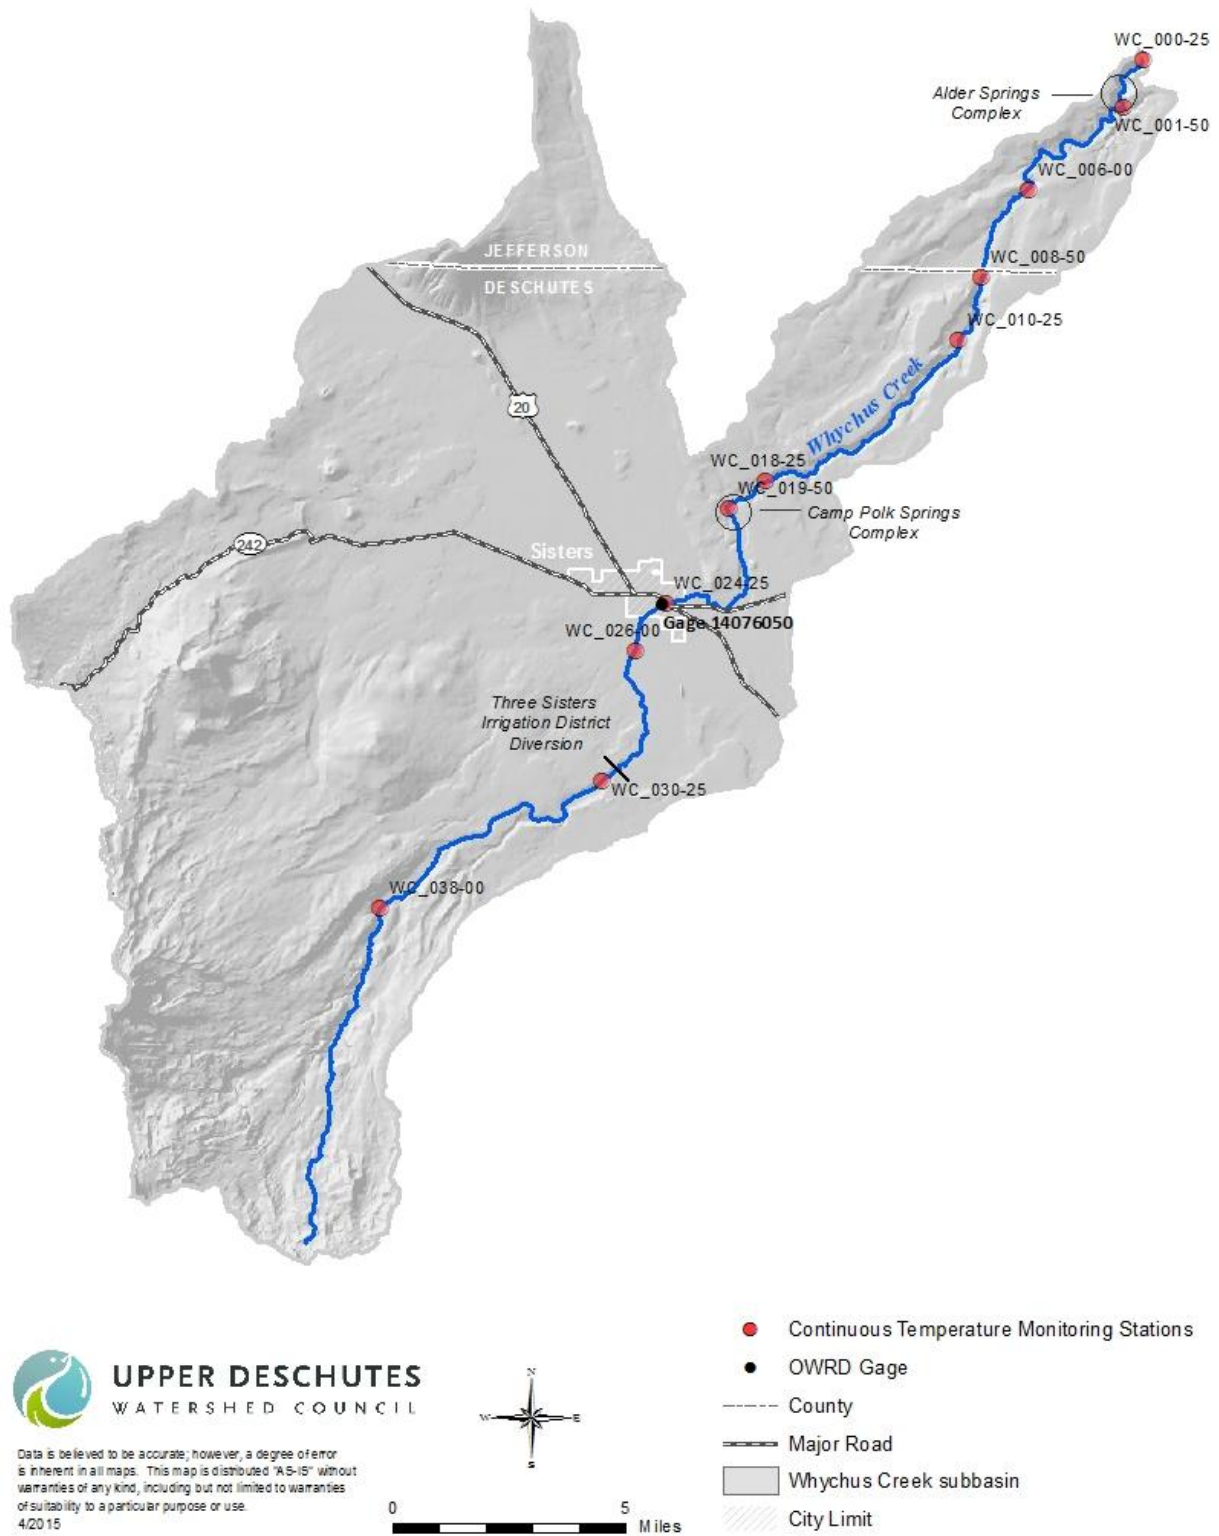 WC_000-25
Alder Springs
Complex
WC_001-50
WC_006-00
JEFFERSON
DESCHUTES
WC_008-50
WC_010-25
20
Whychus Creek
WC_018-25
WC_019-50
Camp Polk Springs
Complex
242
Sisters
WC_024-25
Gage 14076050
WC_026-00
Three Sisters
Irrigation District
Diversion
WC_030-25
WC_038-00
UPPER DESCHUTES
WATERSHED COUNCIL
Data is believed to be accurate; however, a degree of error
is inherent in all maps. This map is distributed "AS-IS" without
warranties of any kind, including but not limited to warranties
of suitability to a particular purpose or use.
4/2015
N
W
E
S
0 5
Miles
Continuous Temperature Monitoring Stations
OWRD Gage
County
Major Road
Whychus Creek subbasin
City Limit